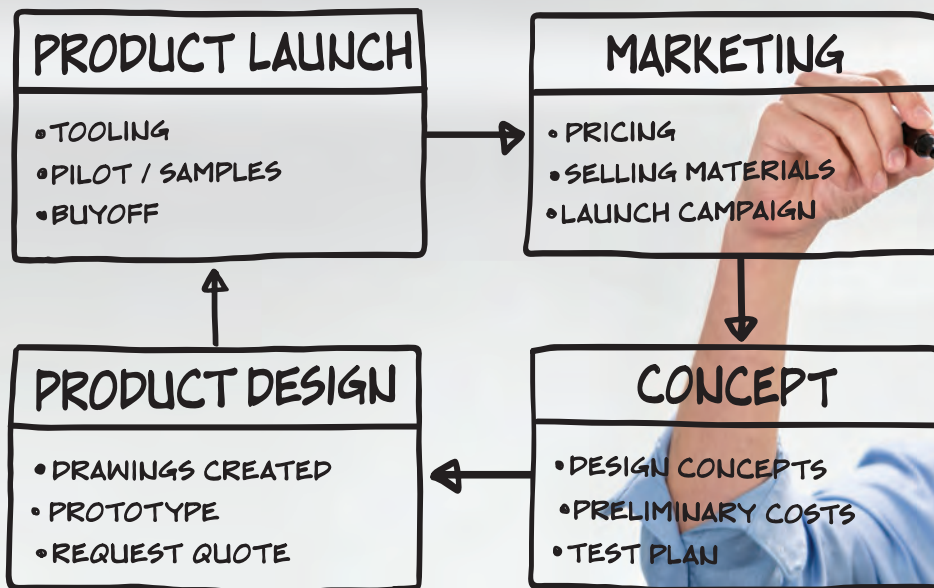 PRODUCT LAUNCH
• TOOLING
• PILOT / SAMPLES
• BUYOFF
MARKETING
• PRICING
• SELLING MATERIALS
• LAUNCH CAMPAIGN
PRODUCT DESIGN
• DRAWINGS CREATED
• PROTOTYPE
• REQUEST QUOTE
CONCEPT
• DESIGN CONCEPTS
• PRELIMINARY COSTS
• TEST PLAN